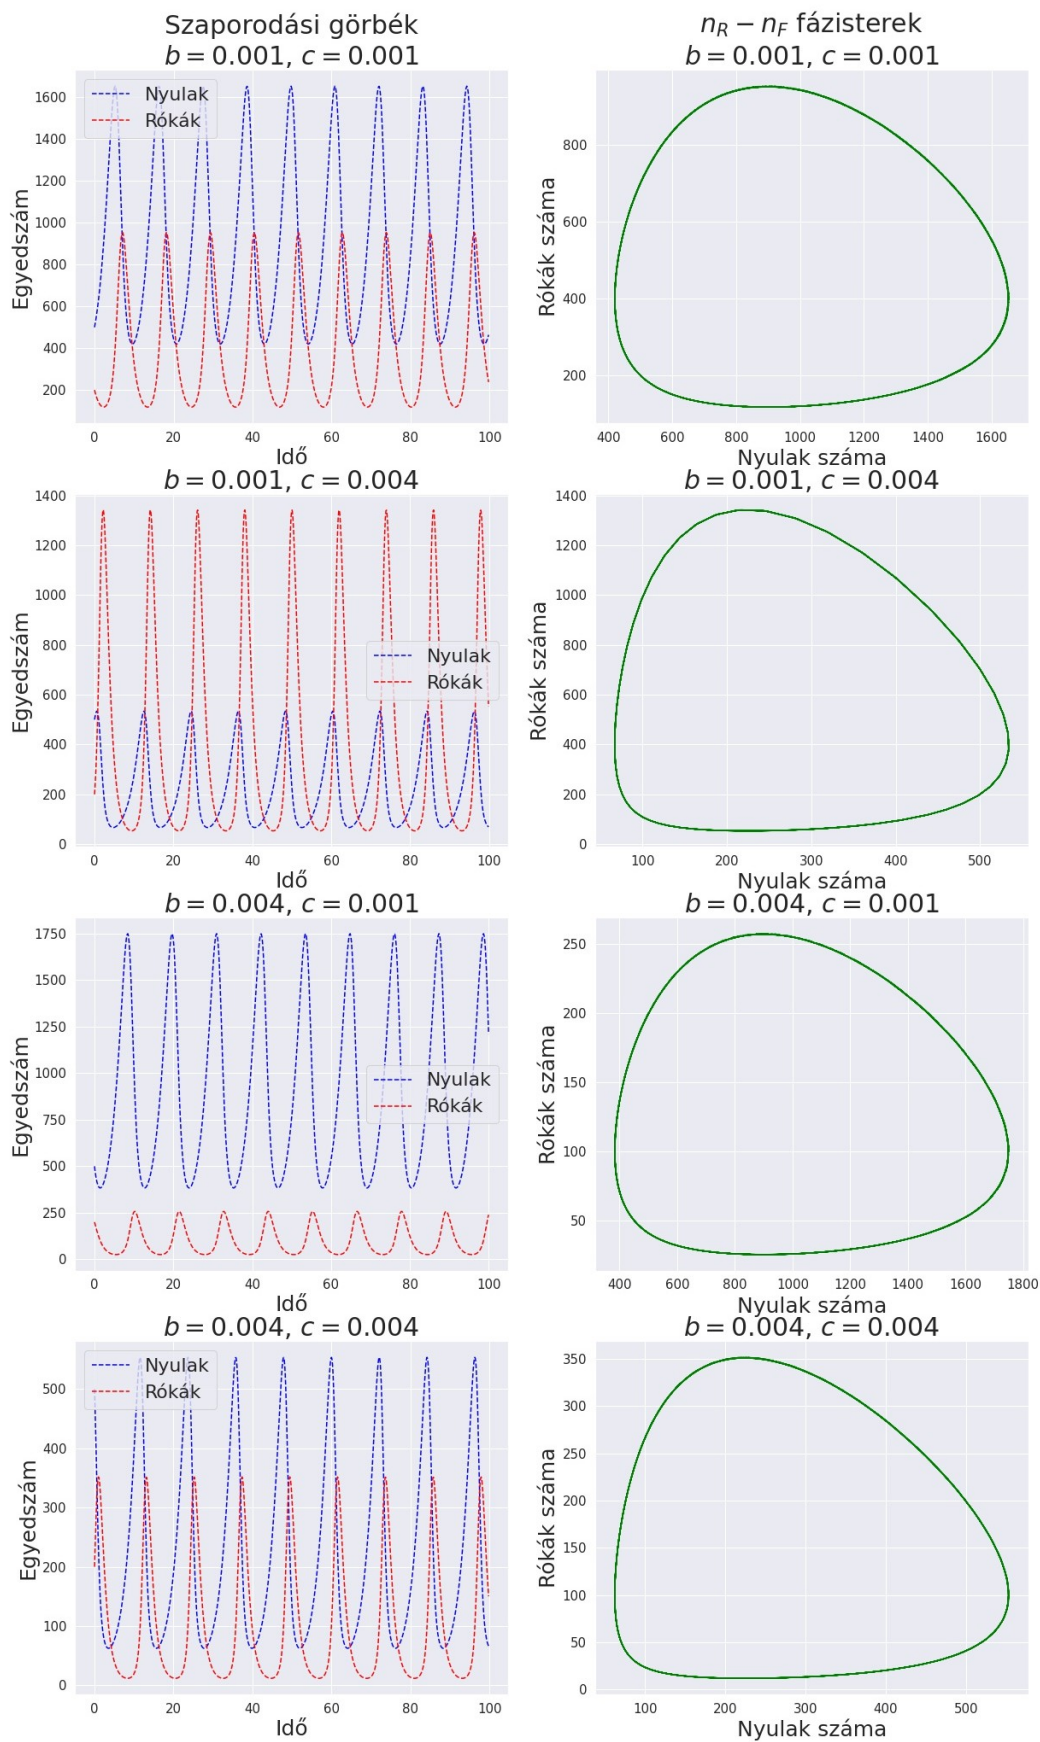 Szaporodási görbék
b = 0.001, c = 0.001
1600
1400
1200
1000
800
600
400
200
Egyedszám
Nyulak
Rókák
0 20 40 60 80 100
Idő
n_R − n_F fázisterek
b = 0.001, c = 0.001
800
600
400
200
Rókák száma
400 600 800 1000 1200 1400 1600
Nyulak száma
b = 0.001, c = 0.004
1400
1200
1000
800
600
400
200
0
Egyedszám
Nyulak
Rókák
0 20 40 60 80 100
Idő
b = 0.001, c = 0.004
1400
1200
1000
800
600
400
200
0
Rókák száma
100 200 300 400 500
Nyulak száma
b = 0.004, c = 0.001
1750
1500
1250
1000
750
500
250
0
Egyedszám
Nyulak
Rókák
0 20 40 60 80 100
Idő
b = 0.004, c = 0.001
250
200
150
100
50
Rókák száma
400 600 800 1000 1200 1400 1600 1800
Nyulak száma
b = 0.004, c = 0.004
500
400
300
200
100
0
Egyedszám
Nyulak
Rókák
0 20 40 60 80 100
Idő
b = 0.004, c = 0.004
350
300
250
200
150
100
50
0
Rókák száma
100 200 300 400 500
Nyulak száma